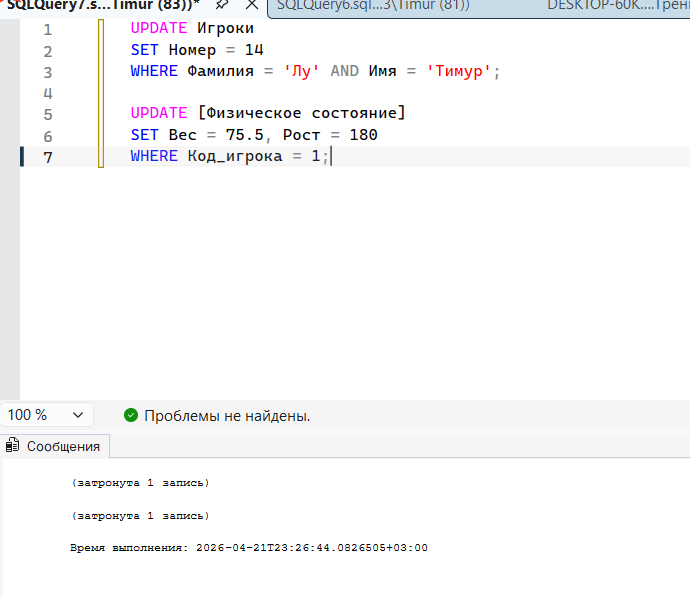 SQLQuery7.s...Timur (83))* SQLQuery6.sql...3\Timur (81)) DESKTOP-60K....Трен
1 UPDATE Игроки
2 SET Номер = 14
3 WHERE Фамилия = 'Лу' AND Имя = 'Тимур';
4
5 UPDATE [Физическое состояние]
6 SET Вес = 75.5, Рост = 180
7 WHERE Код_игрока = 1;
100 % Проблемы не найдены.
Сообщения
(затронута 1 запись)
(затронута 1 запись)
Время выполнения: 2026-04-21T23:26:44.0826505+03:00